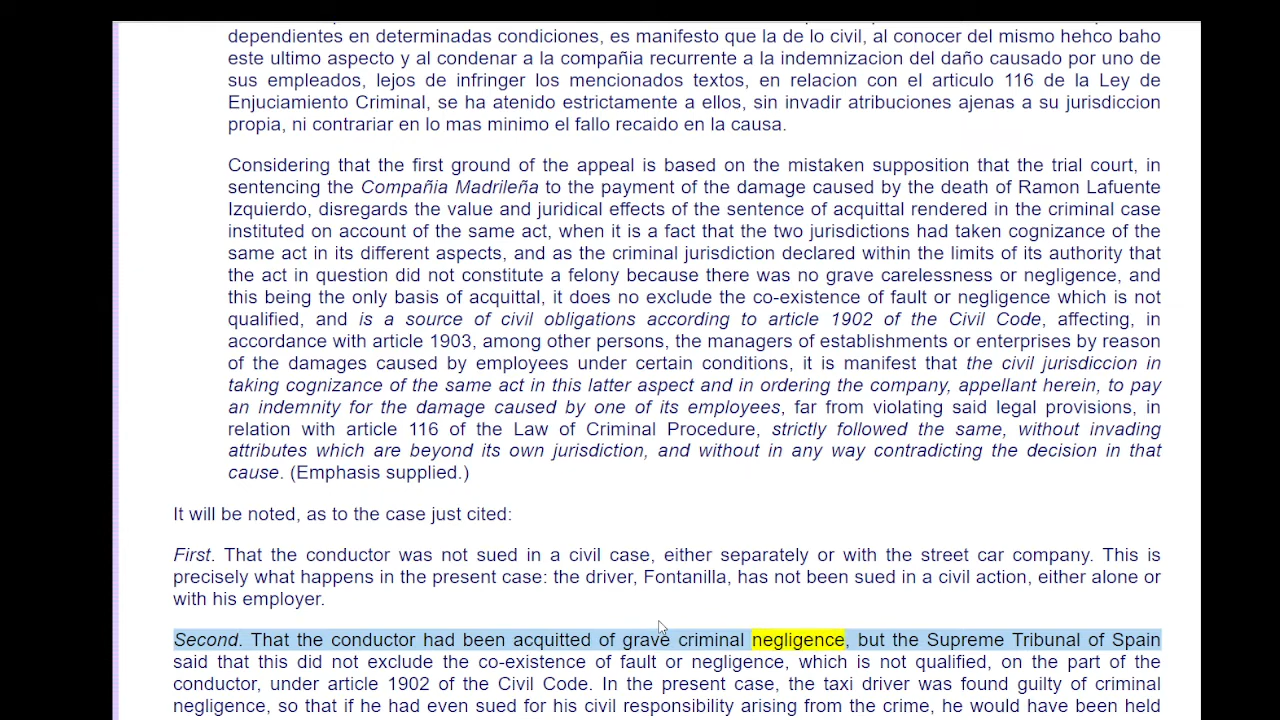 dependientes en determinadas condiciones, es manifesto que la de lo civil, al conocer del mismo hehco baho
este ultimo aspecto y al condenar a la compañia recurrente a la indemnizacion del daño causado por uno de
sus empleados, lejos de infringer los mencionados textos, en relacion con el articulo 116 de la Ley de
Enjuciamiento Criminal, se ha atenido estrictamente a ellos, sin invadir atribuciones ajenas a su jurisdiccion
propia, ni contrariar en lo mas minimo el fallo recaido en la causa.
Considering that the first ground of the appeal is based on the mistaken supposition that the trial court, in
sentencing the Compañia Madrileña to the payment of the damage caused by the death of Ramon Lafuente
Izquierdo, disregards the value and juridical effects of the sentence of acquittal rendered in the criminal case
instituted on account of the same act, when it is a fact that the two jurisdictions had taken cognizance of the
same act in its different aspects, and as the criminal jurisdiction declared within the limits of its authority that
the act in question did not constitute a felony because there was no grave carelessness or negligence, and
this being the only basis of acquittal, it does no exclude the co-existence of fault or negligence which is not
qualified, and is a source of civil obligations according to article 1902 of the Civil Code, affecting, in
accordance with article 1903, among other persons, the managers of establishments or enterprises by reason
of the damages caused by employees under certain conditions, it is manifest that the civil jurisdiccion in
taking cognizance of the same act in this latter aspect and in ordering the company, appellant herein, to pay
an indemnity for the damage caused by one of its employees, far from violating said legal provisions, in
relation with article 116 of the Law of Criminal Procedure, strictly followed the same, without invading
attributes which are beyond its own jurisdiction, and without in any way contradicting the decision in that
cause. (Emphasis supplied.)
It will be noted, as to the case just cited:
First. That the conductor was not sued in a civil case, either separately or with the street car company. This is
precisely what happens in the present case: the driver, Fontanilla, has not been sued in a civil action, either alone or
with his employer.
Second. That the conductor had been acquitted of grave criminal negligence, but the Supreme Tribunal of Spain
said that this did not exclude the co-existence of fault or negligence, which is not qualified, on the part of the
conductor, under article 1902 of the Civil Code. In the present case, the taxi driver was found guilty of criminal
negligence, so that if he had even sued for his civil responsibility arising from the crime, he would have been held